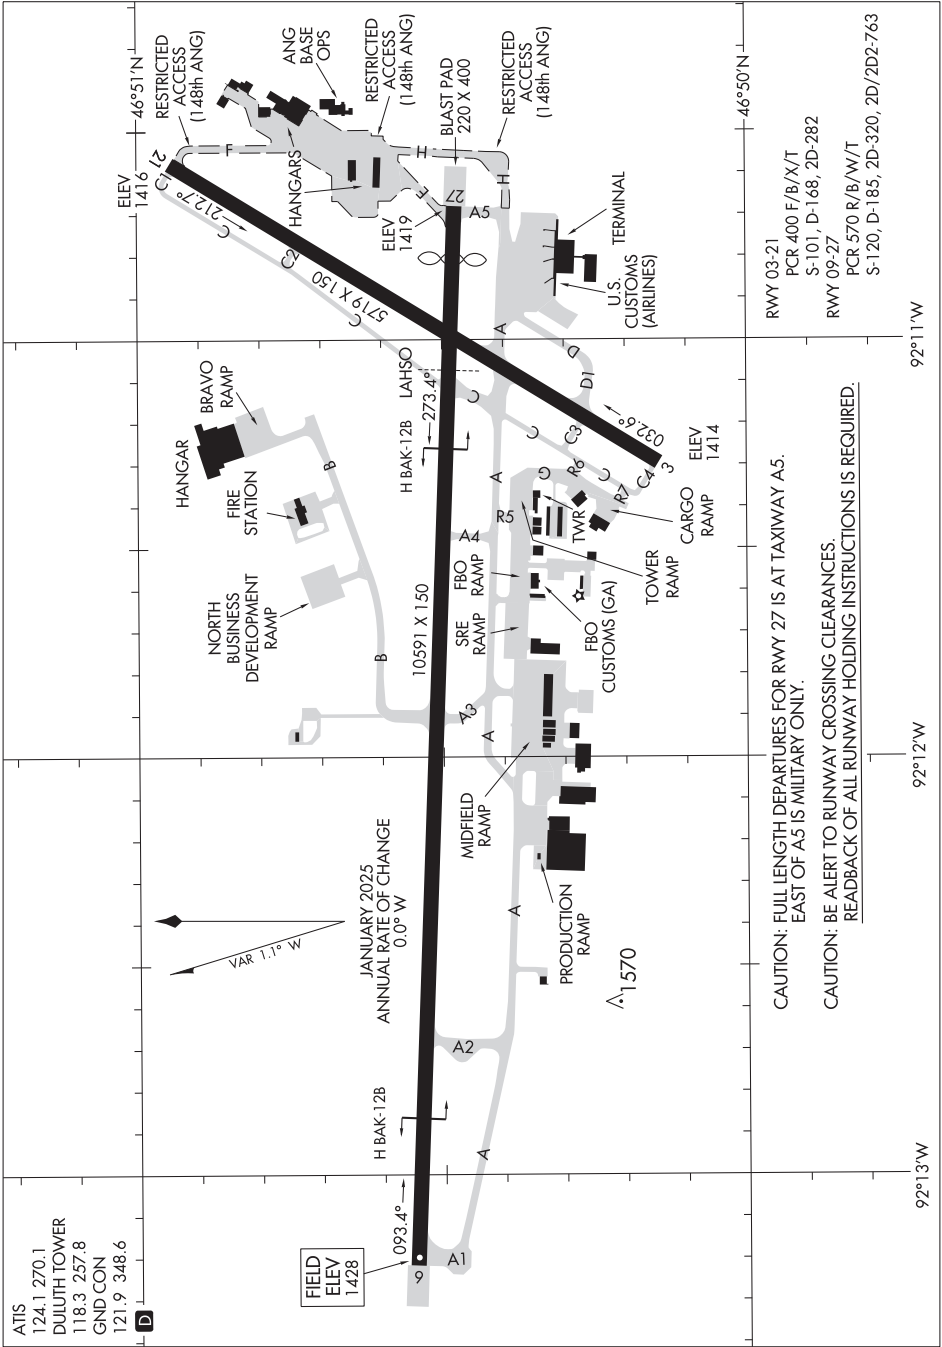 ATIS
124.1 270.1
DULUTH TOWER
118.3 257.8
GND CON
121.9 348.6
D
46°51'N
46°50'N
92°13'W
92°12'W
92°11'W
VAR 1.1° W
JANUARY 2025
ANNUAL RATE OF CHANGE
0.0° W
FIELD
ELEV
1428
9
093.4°
H BAK-12B
A1
A
A2
A
1570
PRODUCTION
RAMP
MIDFIELD
RAMP
A
A3
B
B
NORTH
BUSINESS
DEVELOPMENT
RAMP
FIRE
STATION
HANGAR
BRAVO
RAMP
10591 X 150
SRE
RAMP
FBO
RAMP
A4
R5
A
FBO
CUSTOMS (GA)
TOWER
RAMP
TWR
CARGO
RAMP
R6
R7
G
C
C4
3
ELEV
1414
032.6°
C3
C
D1
D
H BAK-12B
273.4°
LAHSO
C
A
5719 X 150
C
C2
C
212.7°
C1
21
ELEV
1416
RESTRICTED
ACCESS
(148th ANG)
F
HANGARS
ANG
BASE
OPS
RESTRICTED
ACCESS
(148th ANG)
E
H
H
ELEV
1419
27
A5
BLAST PAD
220 X 400
RESTRICTED
ACCESS
(148th ANG)
TERMINAL
U.S.
CUSTOMS
(AIRLINES)
RWY 03-21
PCR 400 F/B/X/T
S-101, D-168, 2D-282
RWY 09-27
PCR 570 R/B/W/T
S-120, D-185, 2D-320, 2D/2D2-763
CAUTION: FULL LENGTH DEPARTURES FOR RWY 27 IS AT TAXIWAY A5.
EAST OF A5 IS MILITARY ONLY.
CAUTION: BE ALERT TO RUNWAY CROSSING CLEARANCES.
READBACK OF ALL RUNWAY HOLDING INSTRUCTIONS IS REQUIRED.